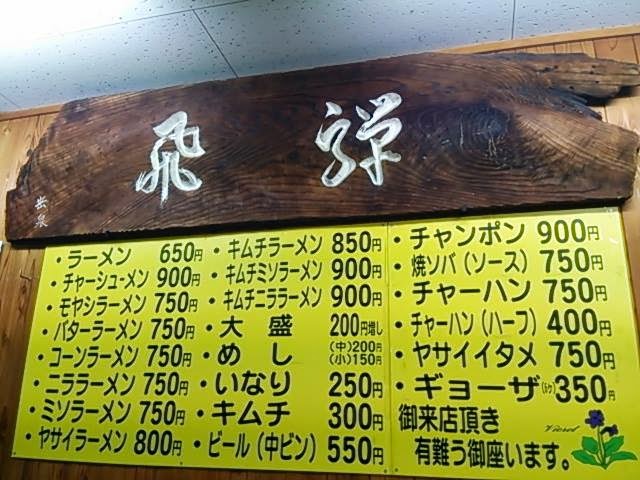 飛騨
岳泉
・ラーメン 650円
・チャーシューメン 900円
・モヤシラーメン 750円
・バターラーメン 750円
・コーンラーメン 750円
・ニララーメン 750円
・ミソラーメン 750円
・ヤサイラーメン 800円
・キムチラーメン 850円
・キムチミソラーメン 900円
・キムチニララーメン 900円
・大盛 200円増し
・めし (中)200円
(小)150円
・いなり 250円
・キムチ 300円
・ビール(中ビン) 550円
・チャンポン 900円
・焼ソバ(ソース) 750円
・チャーハン 750円
・チャーハン(ハーフ) 400円
・ヤサイイタメ 750円
・ギョーザ(5ケ) 350円
御来店頂き
有難う御座います。